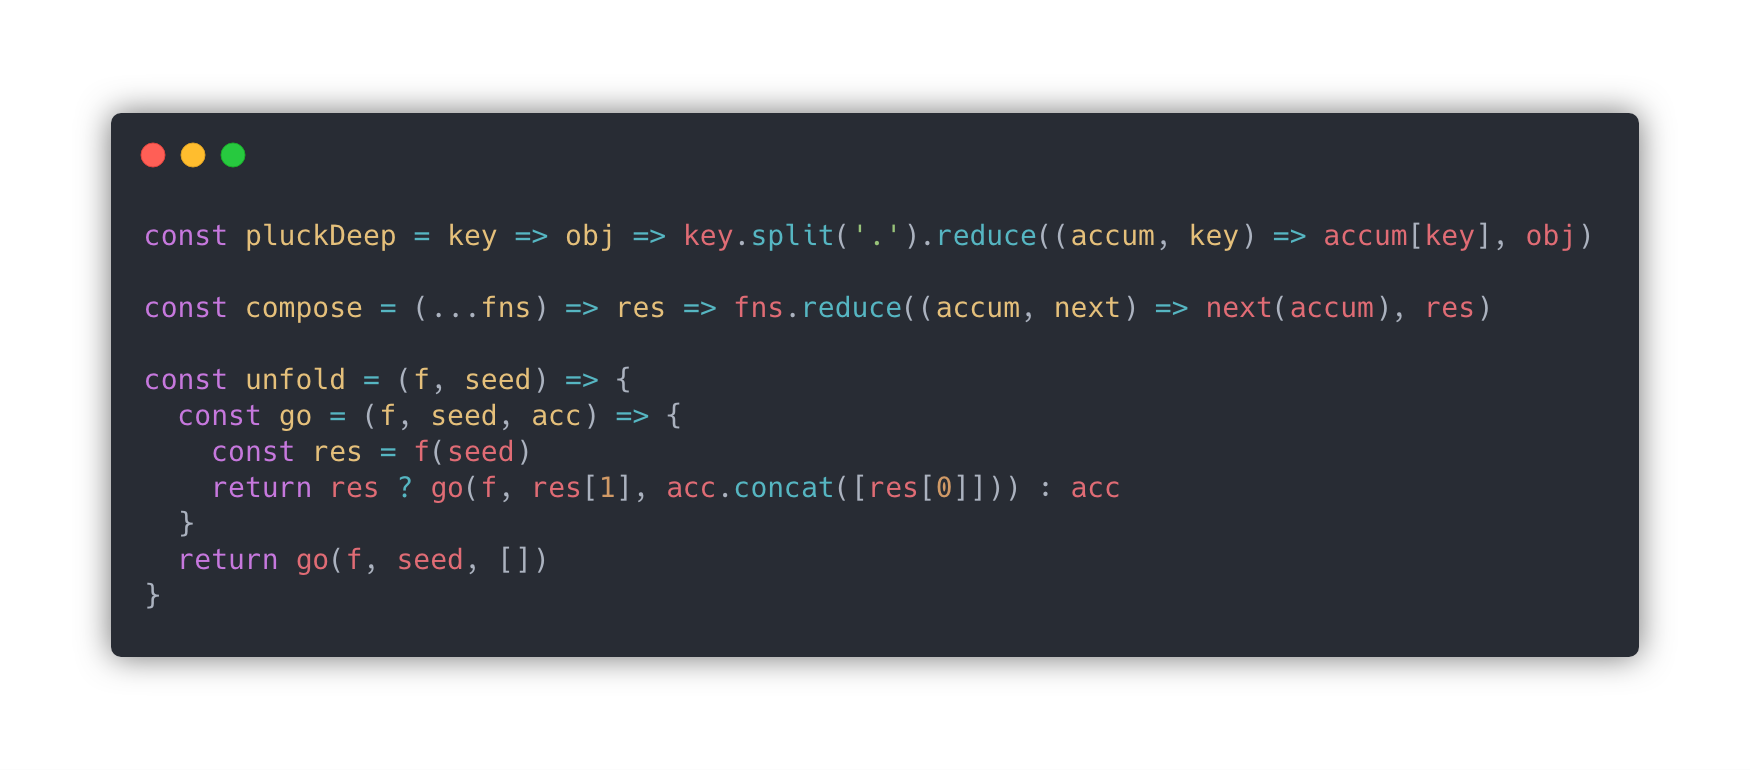 const pluckDeep = key => obj => key.split('.').reduce((accum, key) => accum[key], obj)
const compose = (...fns) => res => fns.reduce((accum, next) => next(accum), res)
const unfold = (f, seed) => {
  const go = (f, seed, acc) => {
    const res = f(seed)
    return res ? go(f, res[1], acc.concat([res[0]])) : acc
  }
  return go(f, seed, [])
}